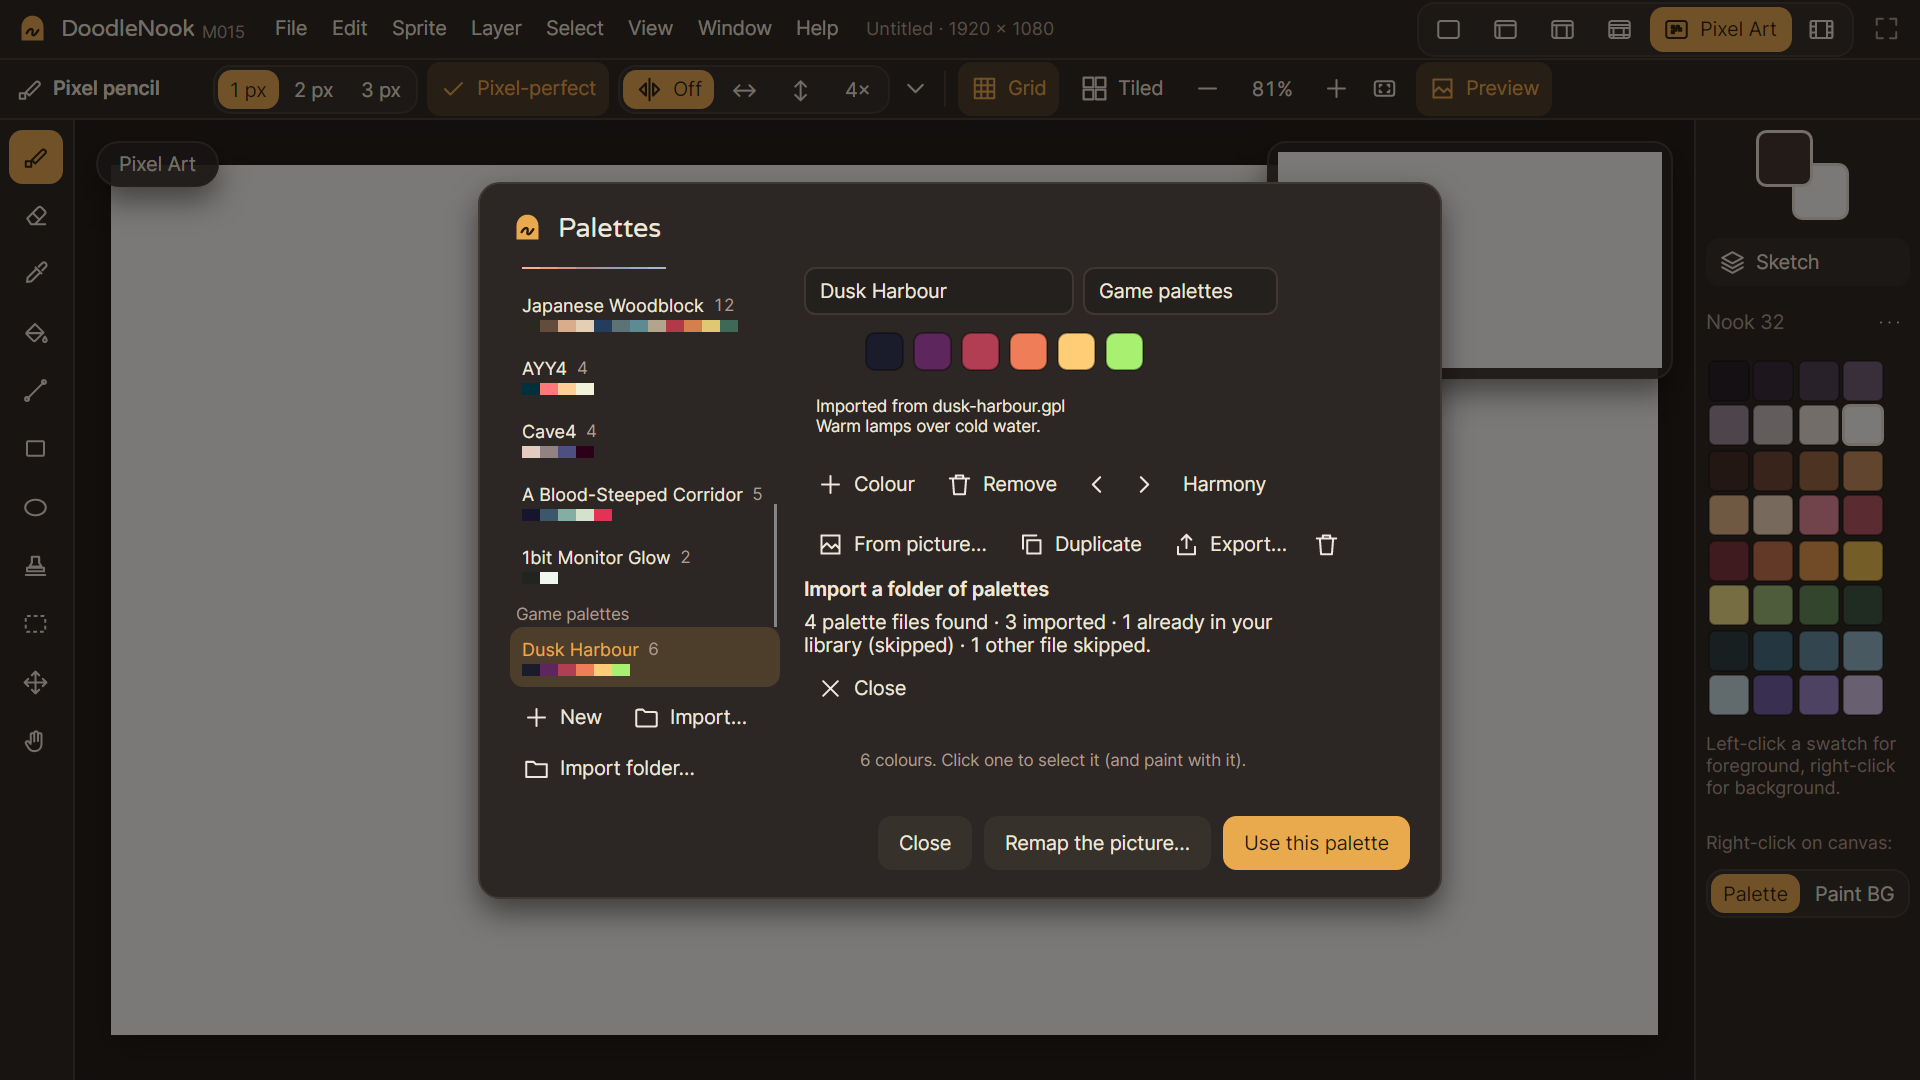 DoodleNook M015 File Edit Sprite Layer Select View Window Help Untitled · 1920 × 1080 Pixel Art
Pixel pencil 1 px 2 px 3 px Pixel-perfect Off 4× Grid Tiled 81% Preview
Pixel Art
Palettes
Japanese Woodblock 12
AYY4 4
Cave4 4
A Blood-Steeped Corridor 5
1bit Monitor Glow 2
Game palettes
Dusk Harbour 6
New Import...
Import folder...
Dusk Harbour Game palettes
Imported from dusk-harbour.gpl
Warm lamps over cold water.
Colour Remove Harmony
From picture... Duplicate Export...
Import a folder of palettes
4 palette files found · 3 imported · 1 already in your
library (skipped) · 1 other file skipped.
Close
6 colours. Click one to select it (and paint with it).
Close Remap the picture... Use this palette
Sketch
Nook 32 ...
Left-click a swatch for
foreground, right-click
for background.
Right-click on canvas:
Palette Paint BG